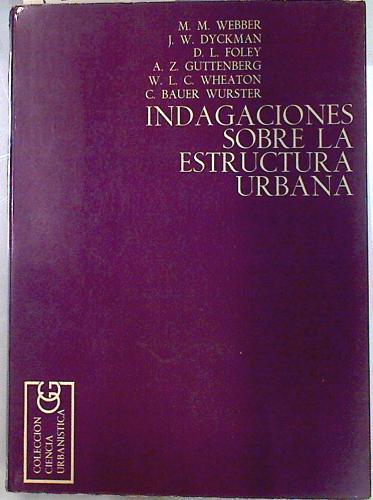 M. M. WEBBER
J. W. DYCKMAN
D. L. FOLEY
A. Z. GUTTENBERG
W. L. C. WHEATON
C. BAUER WURSTER
INDAGACIONES
SOBRE LA
ESTRUCTURA
URBANA
GG
COLECCION
CIENCIA
URBANISTICA